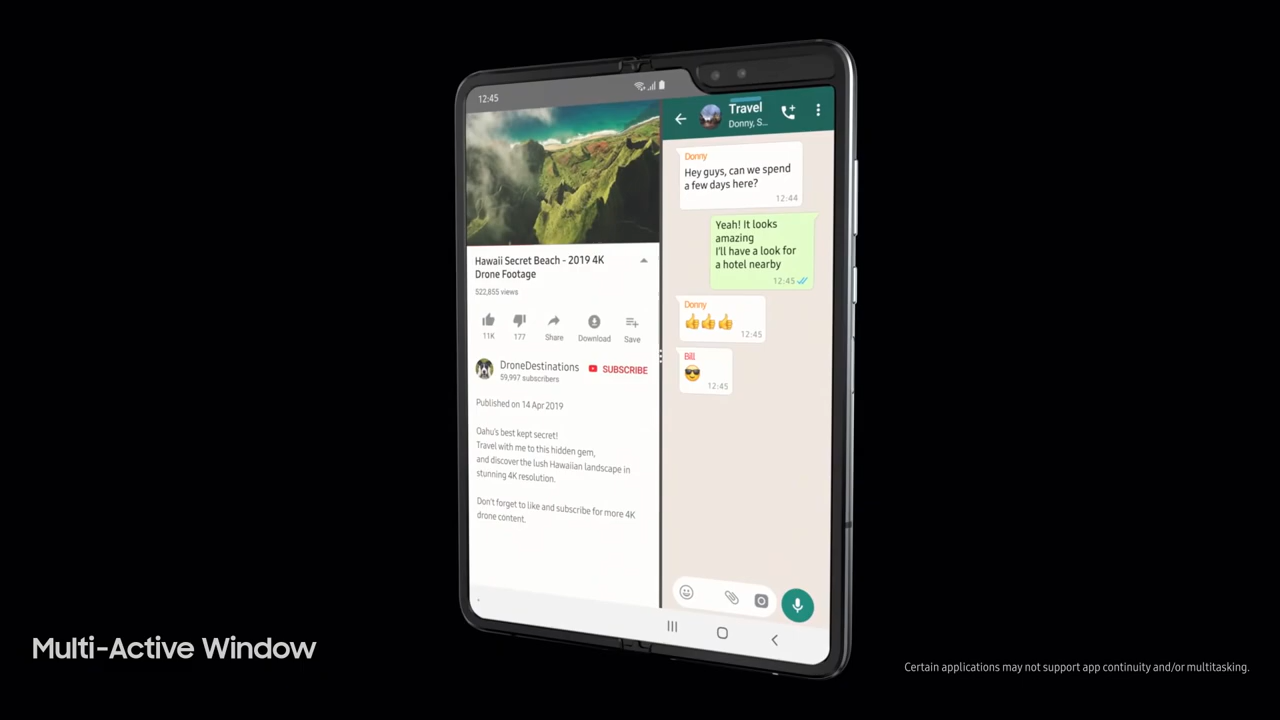 12:45
Hawaii Secret Beach - 2019 4K
Drone Footage
522,855 views
11K
177
Share
Download
Save
DroneDestinations
59,997 subscribers
SUBSCRIBE
Published on 14 Apr 2019
Oahu's best kept secret!
Travel with me to this hidden gem,
and discover the lush Hawaiian landscape in
stunning 4K resolution.
Don't forget to like and subscribe for more 4K
drone content.
Travel
Donny, S...
Donny
Hey guys, can we spend
a few days here?
12:44
Yeah! It looks
amazing
I'll have a look for
a hotel nearby
12:45
Donny
👍👍👍
12:45
Bill
😎
12:45
Multi-Active Window
Certain applications may not support app continuity and/or multitasking.